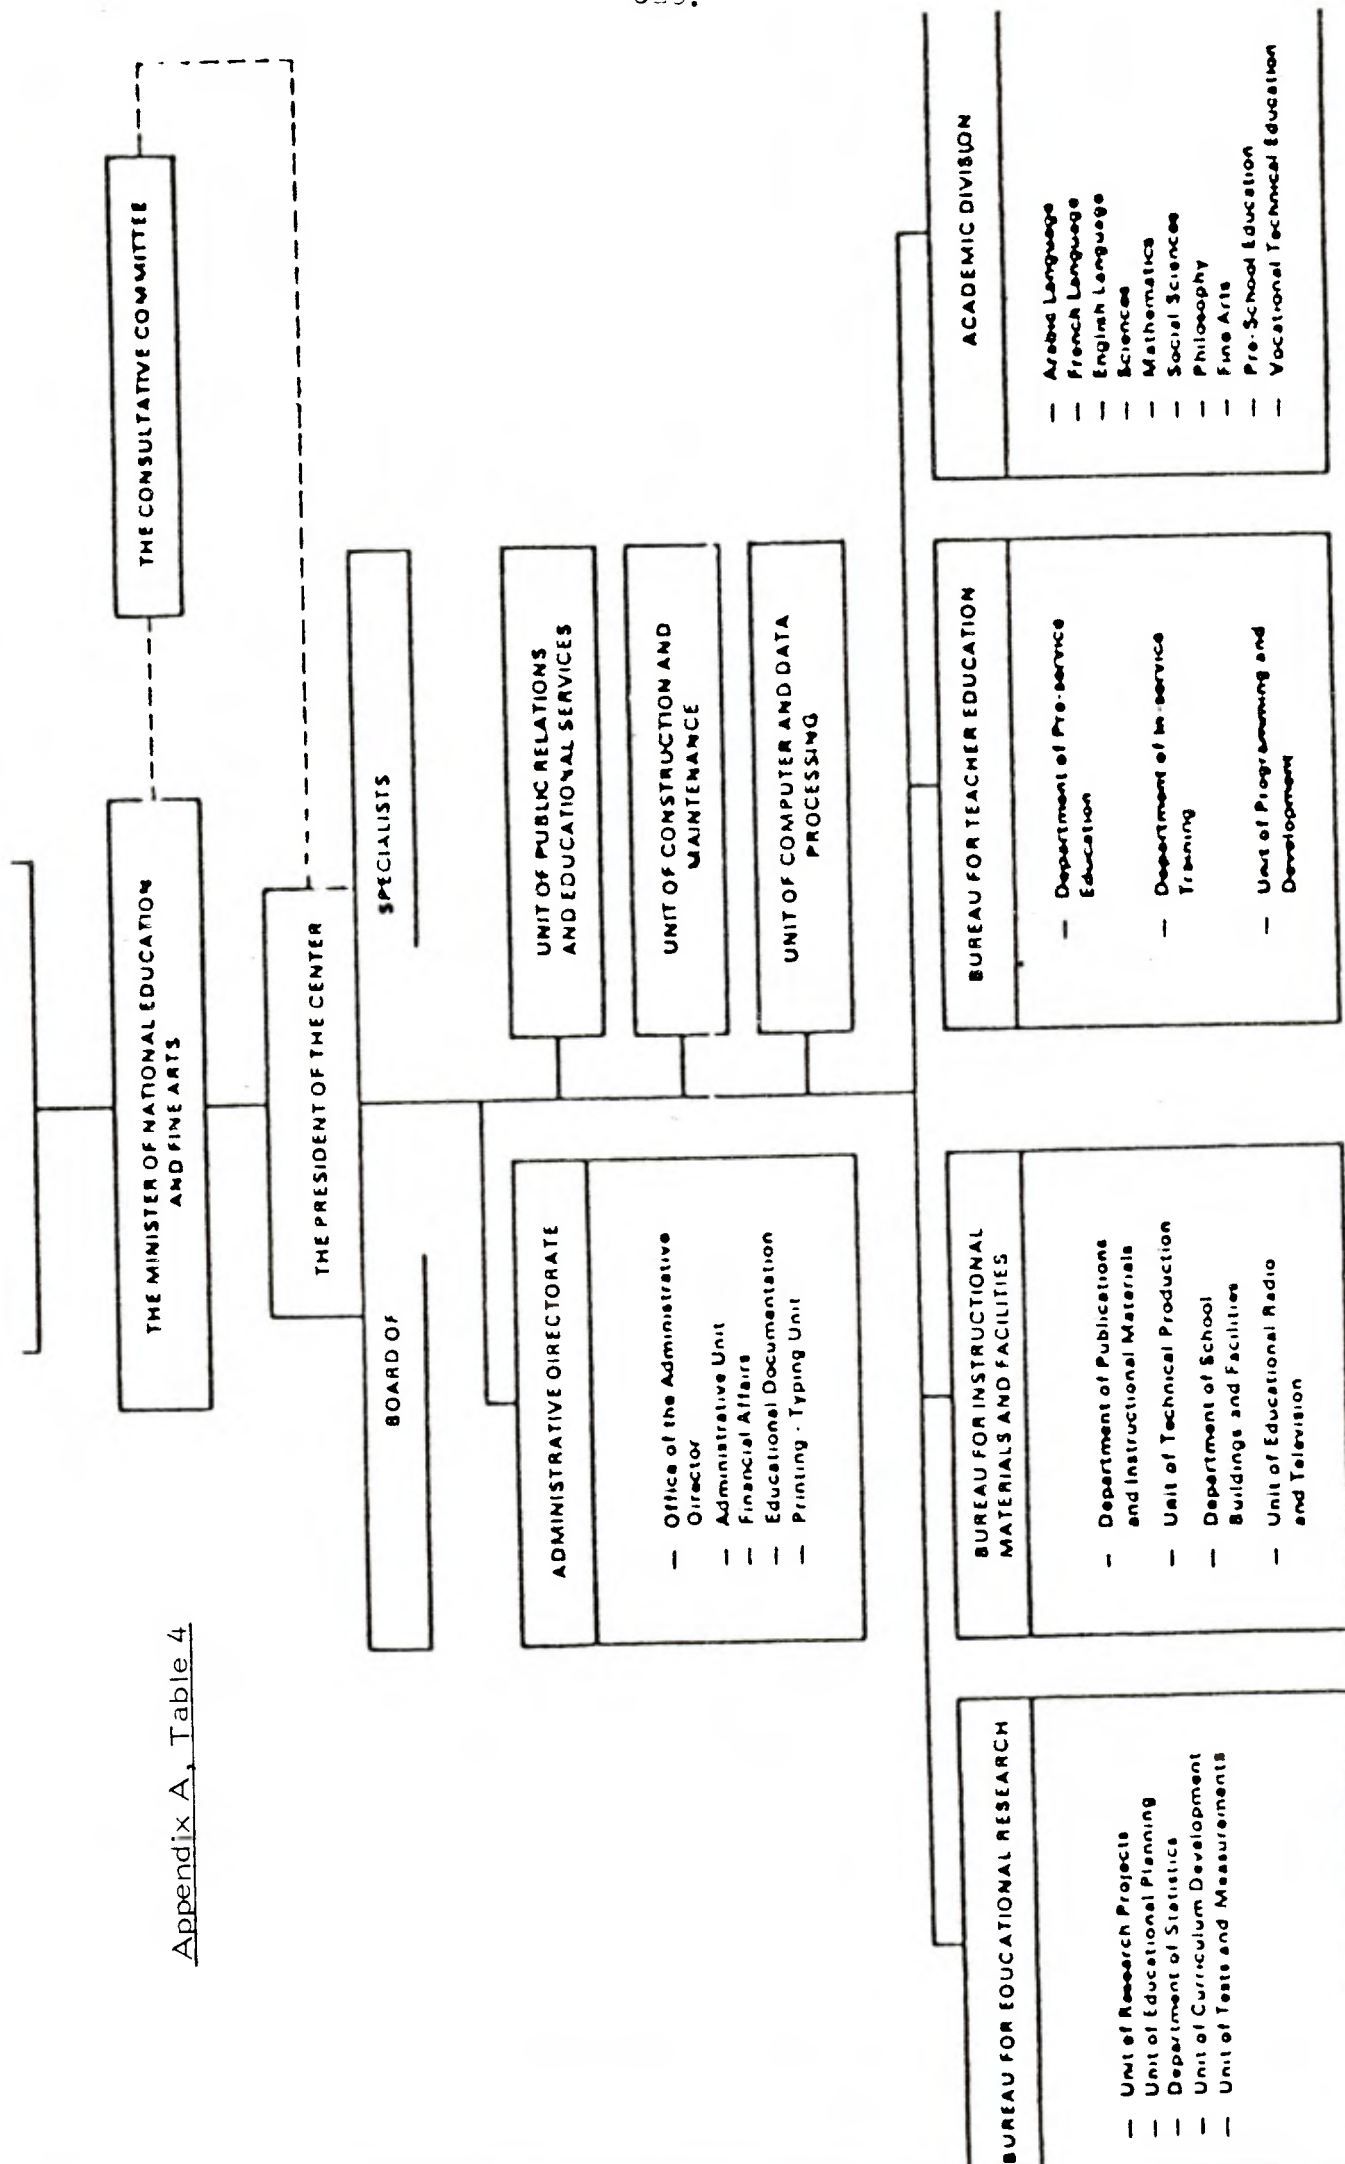 Appendix A, Table 4
THE MINISTER OF NATIONAL EDUCATION
AND FINE ARTS
THE CONSULTATIVE COMMITTEE
THE PRESIDENT OF THE CENTER
BOARD OF
SPECIALISTS
ADMINISTRATIVE DIRECTORATE
— Office of the Administrative
Director
— Administrative Unit
— Financial Affairs
— Educational Documentation
— Printing - Typing Unit
UNIT OF PUBLIC RELATIONS
AND EDUCATIONAL SERVICES
UNIT OF CONSTRUCTION AND
MAINTENANCE
UNIT OF COMPUTER AND DATA
PROCESSING
BUREAU FOR EDUCATIONAL RESEARCH
— Unit of Research Projects
— Unit of Educational Planning
— Department of Statistics
— Unit of Curriculum Development
— Unit of Tests and Measurements
BUREAU FOR INSTRUCTIONAL
MATERIALS AND FACILITIES
— Department of Publications
and Instructional Materials
— Unit of Technical Production
— Department of School
Buildings and Facilities
— Unit of Educational Radio
and Television
BUREAU FOR TEACHER EDUCATION
— Department of Pre-service
Education
— Department of In-service
Training
— Unit of Programming and
Development
ACADEMIC DIVISION
— Arabic Language
— French Language
— English Language
— Sciences
— Mathematics
— Social Sciences
— Philosophy
— Fine Arts
— Pre-School Education
— Vocational Technical Education